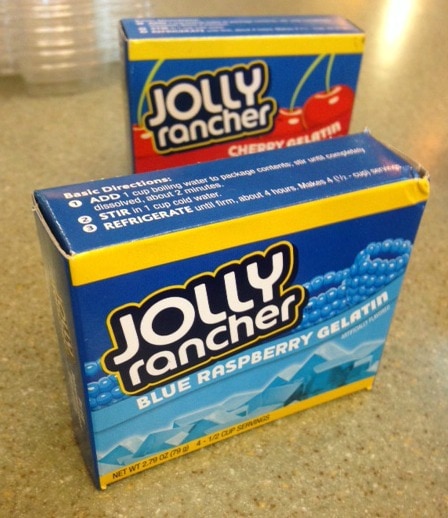 JOLLY
rancher
CHERRY GELATIN
Basic Directions:
1 ADD 1 cup boiling water to package contents; stir until completely
dissolved, about 2 minutes.
2 STIR in 1 cup cold water.
3 REFRIGERATE until firm, about 4 hours. Makes 4 (1/2 - cup) servings.
JOLLY
rancher
BLUE RASPBERRY GELATIN
ARTIFICIALLY FLAVORED
NET WT 2.79 OZ (79 g) 4 - 1/2 CUP SERVINGS